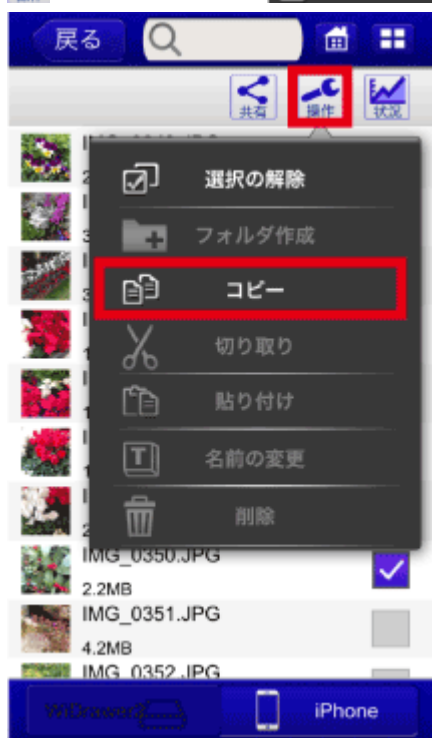 戻る
共有
操作
状況
選択の解除
フォルダ作成
コピー
切り取り
貼り付け
名前の変更
削除
IMG_0350.JPG
2.2MB
IMG_0351.JPG
4.2MB
IMG_0352.JPG
iPhone